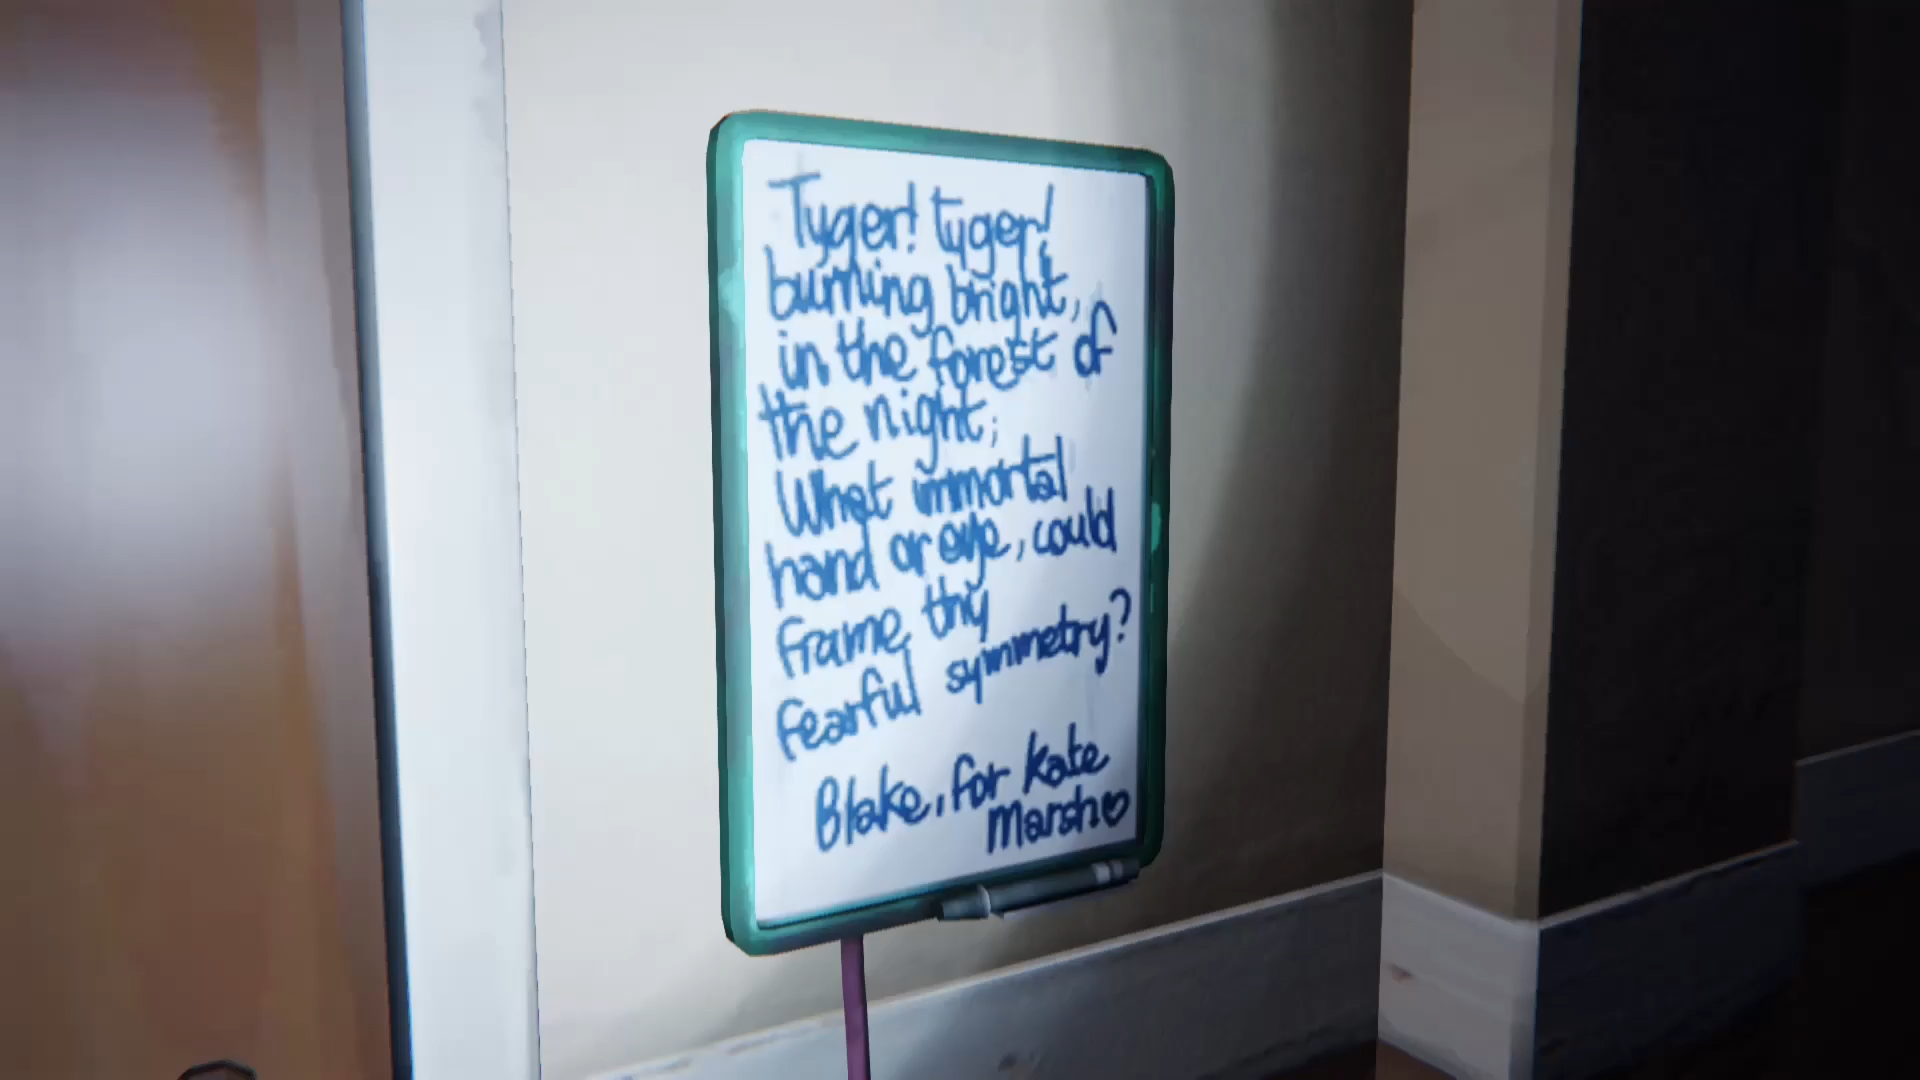 Tyger! tyger!
burning bright,
in the forest of
the night;
What immortal
hand or eye, could
frame thy
fearful symmetry?
Blake, for Kate
Marsh♡